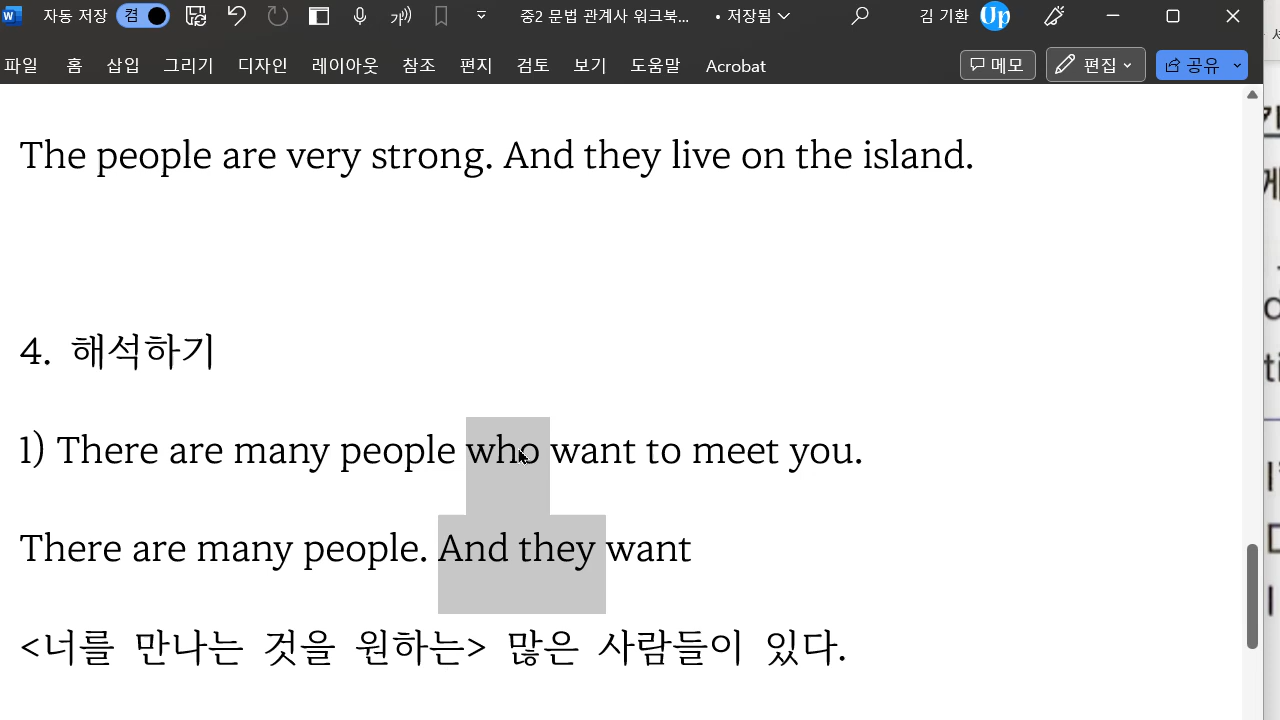 자동 저장 켬 가)) 중2 문법 관계사 워크북... • 저장됨 김 기환 Up
파일 홈 삽입 그리기 디자인 레이아웃 참조 편지 검토 보기 도움말 Acrobat 메모 편집 공유
The people are very strong. And they live on the island.
4. 해석하기
1) There are many people who want to meet you.
There are many people. And they want
<너를 만나는 것을 원하는> 많은 사람들이 있다.